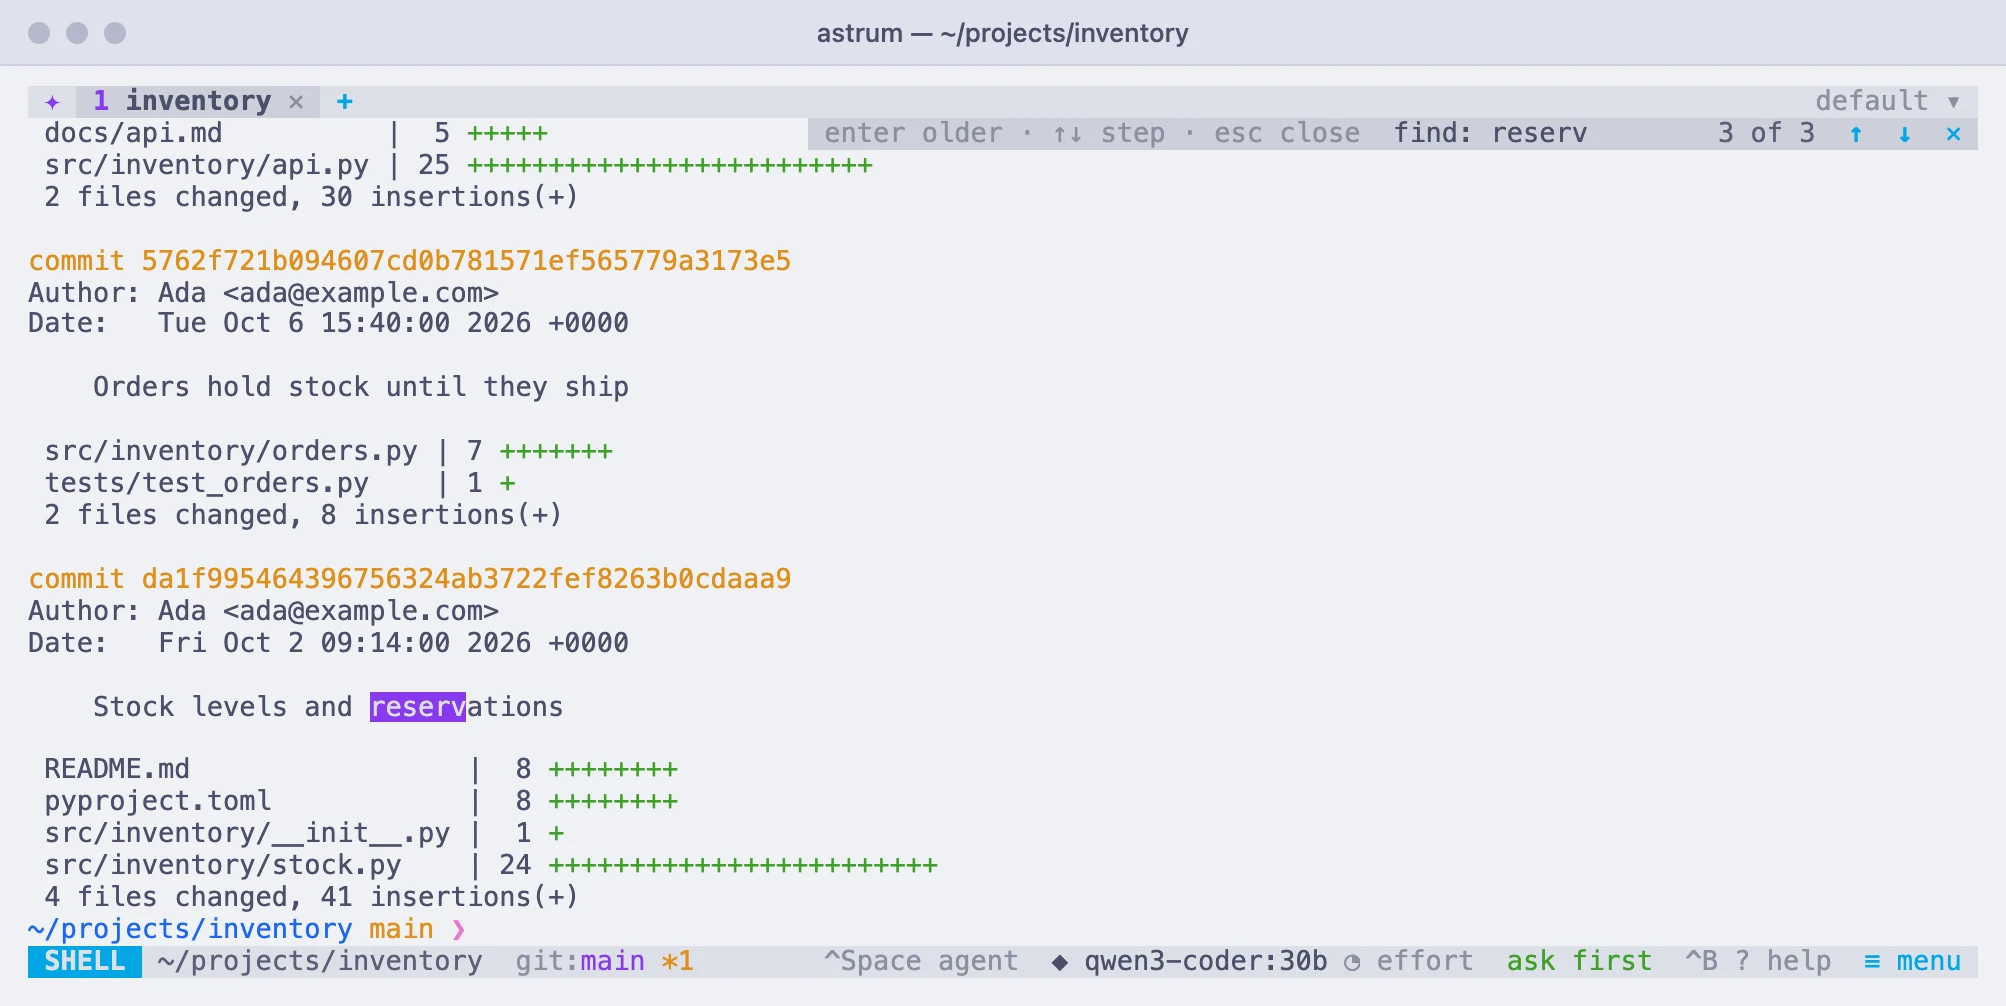 astrum — ~/projects/inventory
✦ 1 inventory × + default ▾
docs/api.md | 5 +++++ enter older · ↑↓ step · esc close find: reserv 3 of 3 ↑ ↓ ×
src/inventory/api.py | 25 +++++++++++++++++++++++++
2 files changed, 30 insertions(+)
commit 5762f721b094607cd0b781571ef565779a3173e5
Author: Ada <ada@example.com>
Date: Tue Oct 6 15:40:00 2026 +0000
Orders hold stock until they ship
src/inventory/orders.py | 7 +++++++
tests/test_orders.py | 1 +
2 files changed, 8 insertions(+)
commit da1f995464396756324ab3722fef8263b0cdaaa9
Author: Ada <ada@example.com>
Date: Fri Oct 2 09:14:00 2026 +0000
Stock levels and reservations
README.md | 8 ++++++++
pyproject.toml | 8 ++++++++
src/inventory/__init__.py | 1 +
src/inventory/stock.py | 24 ++++++++++++++++++++++++
4 files changed, 41 insertions(+)
~/projects/inventory main ❯
SHELL ~/projects/inventory git:main *1 ^Space agent ◆ qwen3-coder:30b ◔ effort ask first ^B ? help ≡ menu